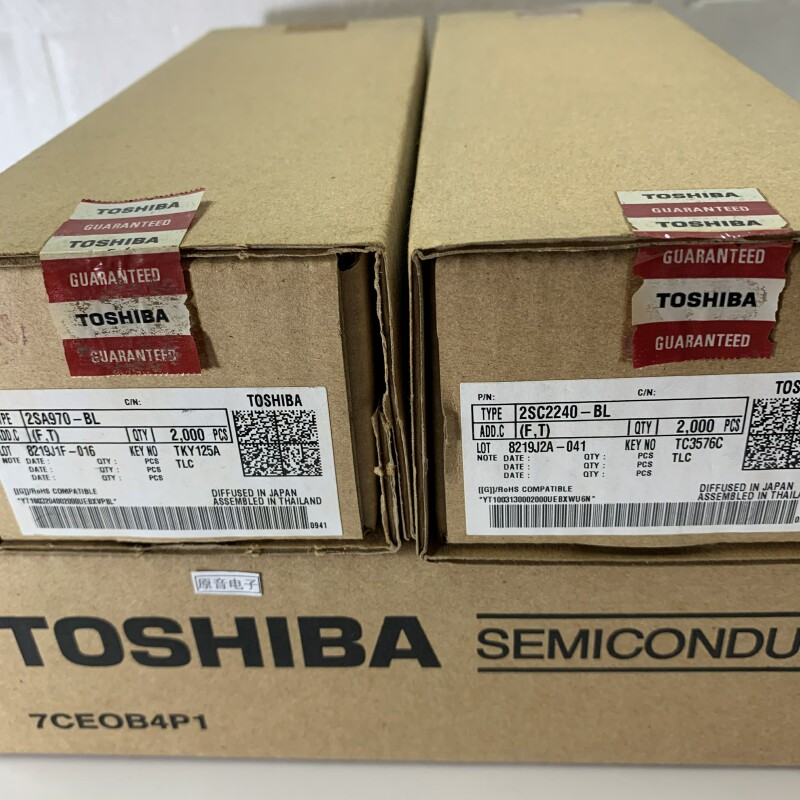 TOSHIBA
GUARANTEED
TOSHIBA
GUARANTEED
TOSHIBA
GUARANTEED
C/N:
TOSHIBA
TYPE 2SA970-BL
ADD.C (F,T) QTY 2,000 PCS
LOT 8219J1F-016 KEY NO TKY125A
NOTE DATE: QTY: PCS TLC
DATE: QTY: PCS
DATE: QTY: PCS
[[G]]/RoHS COMPATIBLE
DIFFUSED IN JAPAN
ASSEMBLED IN THAILAND
0941
TOSHIBA
GUARANTEED
TOSHIBA
GUARANTEED
TOSHIBA
GUARANTEED
P/N:
C/N:
TOS
TYPE 2SC2240-BL
ADD.C (F,T) QTY 2,000 PCS
LOT 8219J2A-041 KEY NO TC3576C
NOTE DATE: QTY: PCS TLC
DATE: QTY: PCS
DATE: QTY: PCS
[[G]]/RoHS COMPATIBLE
"YT1003130002000UEBXWU6N"
DIFFUSED IN JAPAN
ASSEMBLED IN THAILAND
原音电子
TOSHIBA
SEMICONDU
7CEOB4P1